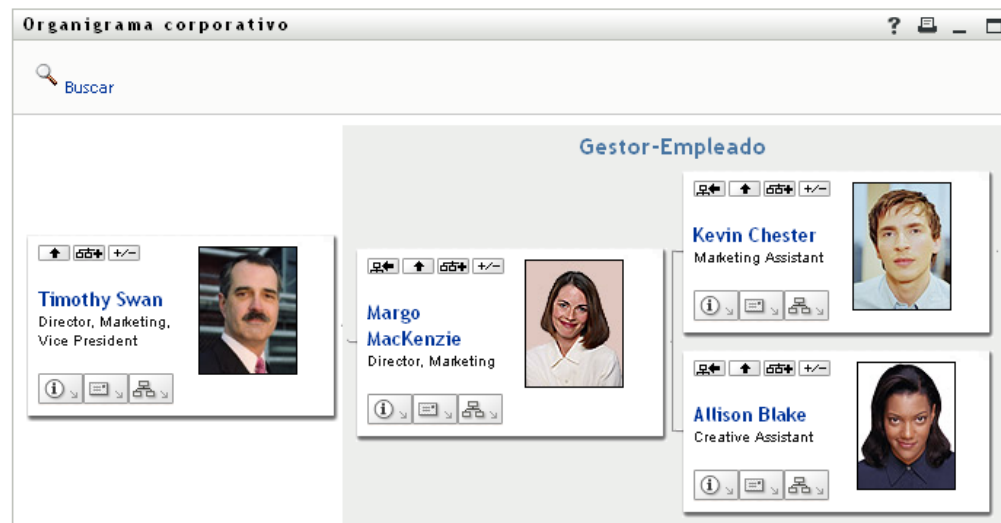 Organigrama corporativo
Buscar
Gestor-Empleado
Timothy Swan
Director, Marketing,
Vice President
Margo
MacKenzie
Director, Marketing
Kevin Chester
Marketing Assistant
Allison Blake
Creative Assistant